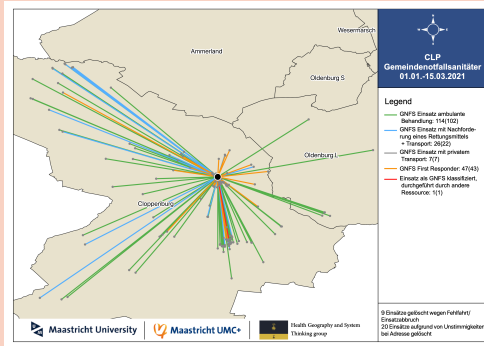 Wesermarsch
Ammerland
Oldenburg S.
Oldenburg L
Cloppenburg
CLP
Gemeindenotfallsanitäter
01.01.-15.03.2021
Legend
GNFS Einsatz ambulante
Behandlung: 114(102)
GNFS Einsatz mit Nachforde-
rung eines Rettungsmittels
+ Transport: 26(22)
GNFS Einsatz mit privatem
Transport: 7(7)
GNFS First Responder: 47(43)
Einsatz als GNFS klassifiziert,
durchgeführt durch andere
Ressource: 1(1)
9 Einsätze gelöscht wegen Fehlfahrt/
Einsatzabbruch
20 Einsätze aufgrund von Unstimmigkeiten
bei Adresse gelöscht
Maastricht University
Maastricht UMC+
Health Geography and System
Thinking group